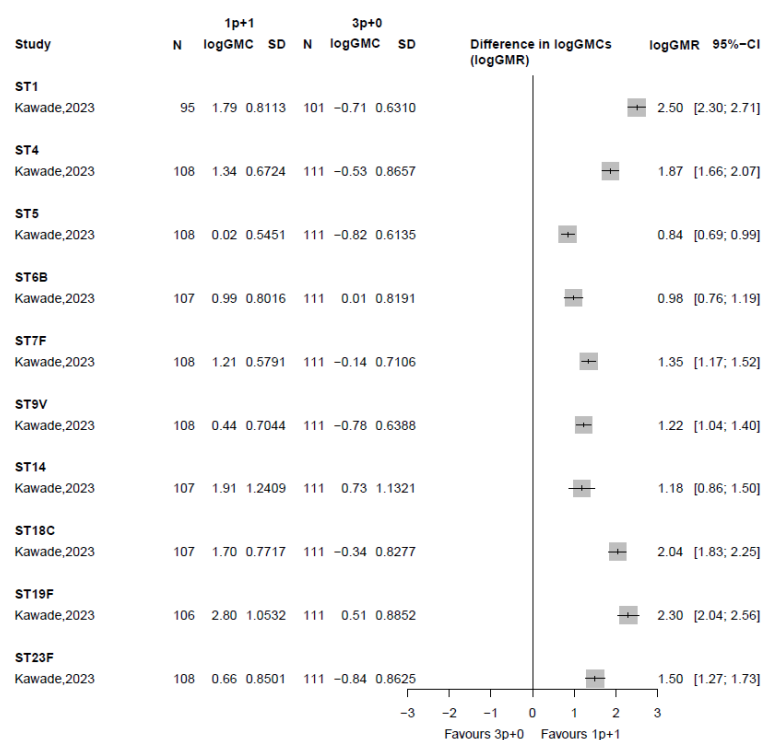 1p+1 3p+0
Study N logGMC SD N logGMC SD Difference in logGMCs (logGMR) logGMR 95%−CI
ST1
Kawade,2023 95 1.79 0.8113 101 −0.71 0.6310 2.50 [2.30; 2.71]
ST4
Kawade,2023 108 1.34 0.6724 111 −0.53 0.8657 1.87 [1.66; 2.07]
ST5
Kawade,2023 108 0.02 0.5451 111 −0.82 0.6135 0.84 [0.69; 0.99]
ST6B
Kawade,2023 107 0.99 0.8016 111 0.01 0.8191 0.98 [0.76; 1.19]
ST7F
Kawade,2023 108 1.21 0.5791 111 −0.14 0.7106 1.35 [1.17; 1.52]
ST9V
Kawade,2023 108 0.44 0.7044 111 −0.78 0.6388 1.22 [1.04; 1.40]
ST14
Kawade,2023 107 1.91 1.2409 111 0.73 1.1321 1.18 [0.86; 1.50]
ST18C
Kawade,2023 107 1.70 0.7717 111 −0.34 0.8277 2.04 [1.83; 2.25]
ST19F
Kawade,2023 106 2.80 1.0532 111 0.51 0.8852 2.30 [2.04; 2.56]
ST23F
Kawade,2023 108 0.66 0.8501 111 −0.84 0.8625 1.50 [1.27; 1.73]
−3 −2 −1 0 1 2 3
Favours 3p+0 Favours 1p+1